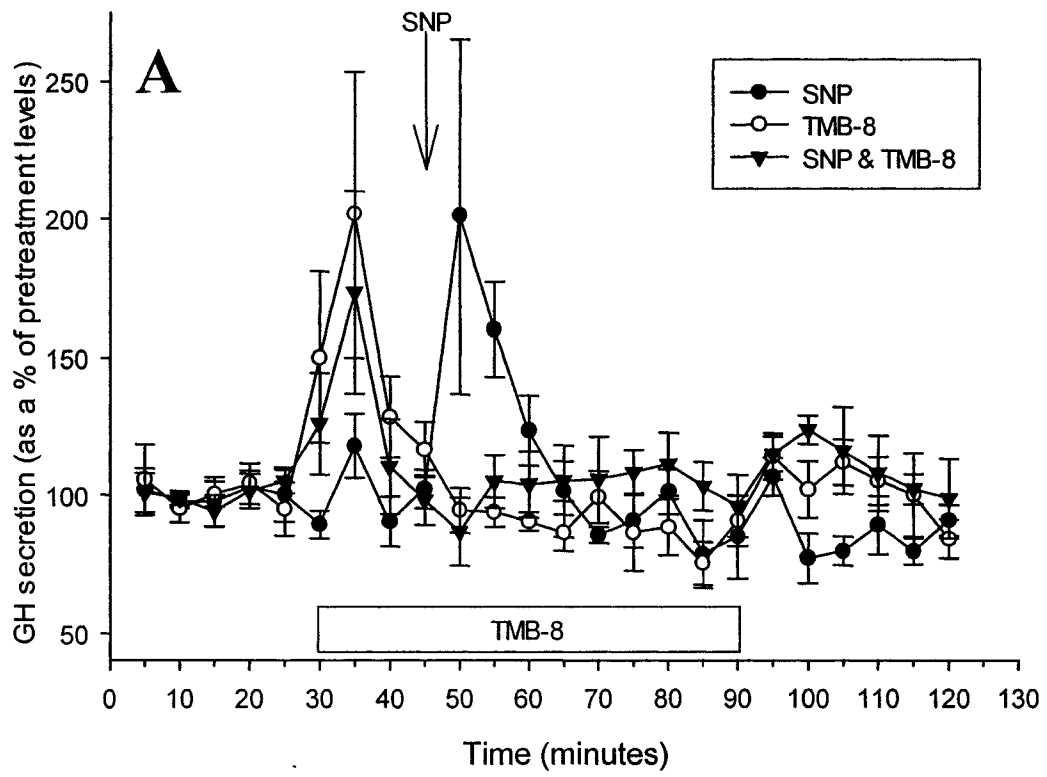 SNP
A
SNP
TMB-8
SNP & TMB-8
GH secretion (as a % of pretreatment levels)
250
200
150
100
50
TMB-8
0 10 20 30 40 50 60 70 80 90 100 110 120 130
Time (minutes)